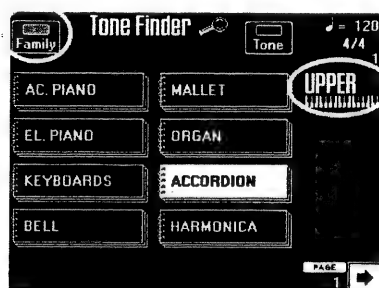 Tone Finder
♩= 120
Family
Tone
4/4
1
AC. PIANO
MALLET
UPPER
EL. PIANO
ORGAN
KEYBOARDS
ACCORDION
BELL
HARMONICA
PAGE
1